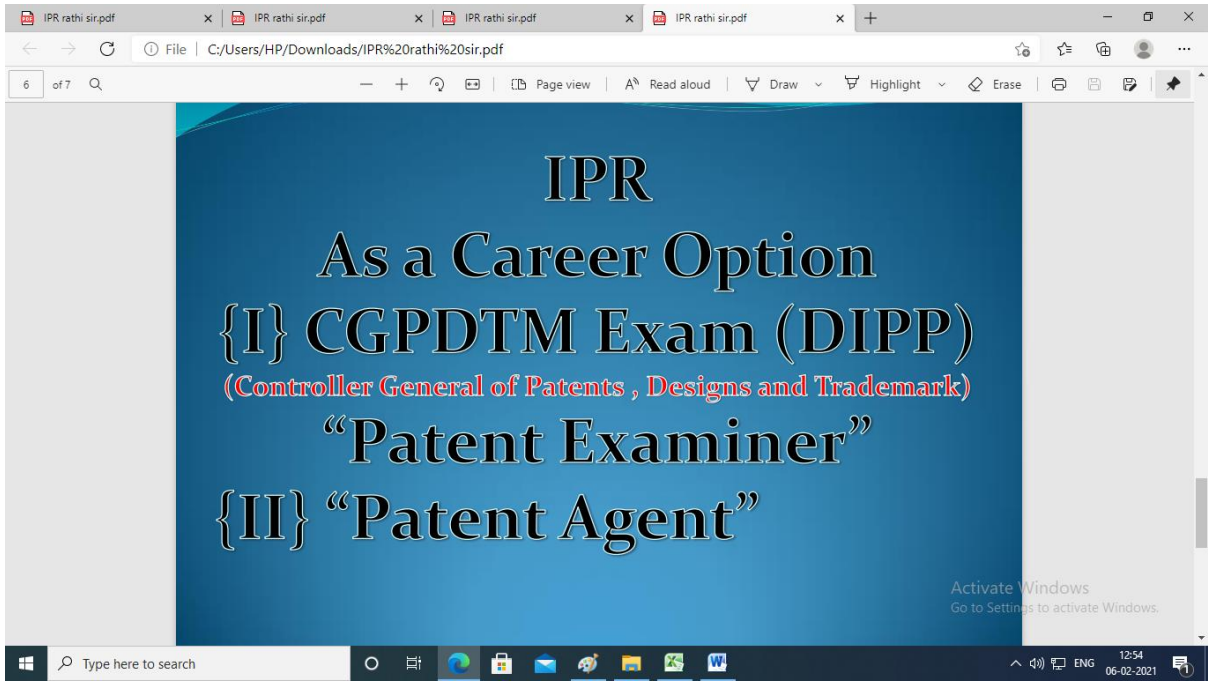 IPR rathi sir.pdf
IPR rathi sir.pdf
IPR rathi sir.pdf
IPR rathi sir.pdf
File
C:/Users/HP/Downloads/IPR%20rathi%20sir.pdf
6 of 7
Page view
Read aloud
Draw
Highlight
Erase
IPR
As a Career Option
{I} CGPDTM Exam (DIPP)
(Controller General of Patents , Designs and Trademark)
“Patent Examiner”
{II} “Patent Agent”
Activate Windows
Go to Settings to activate Windows.
Type here to search
ENG
12:54
06-02-2021